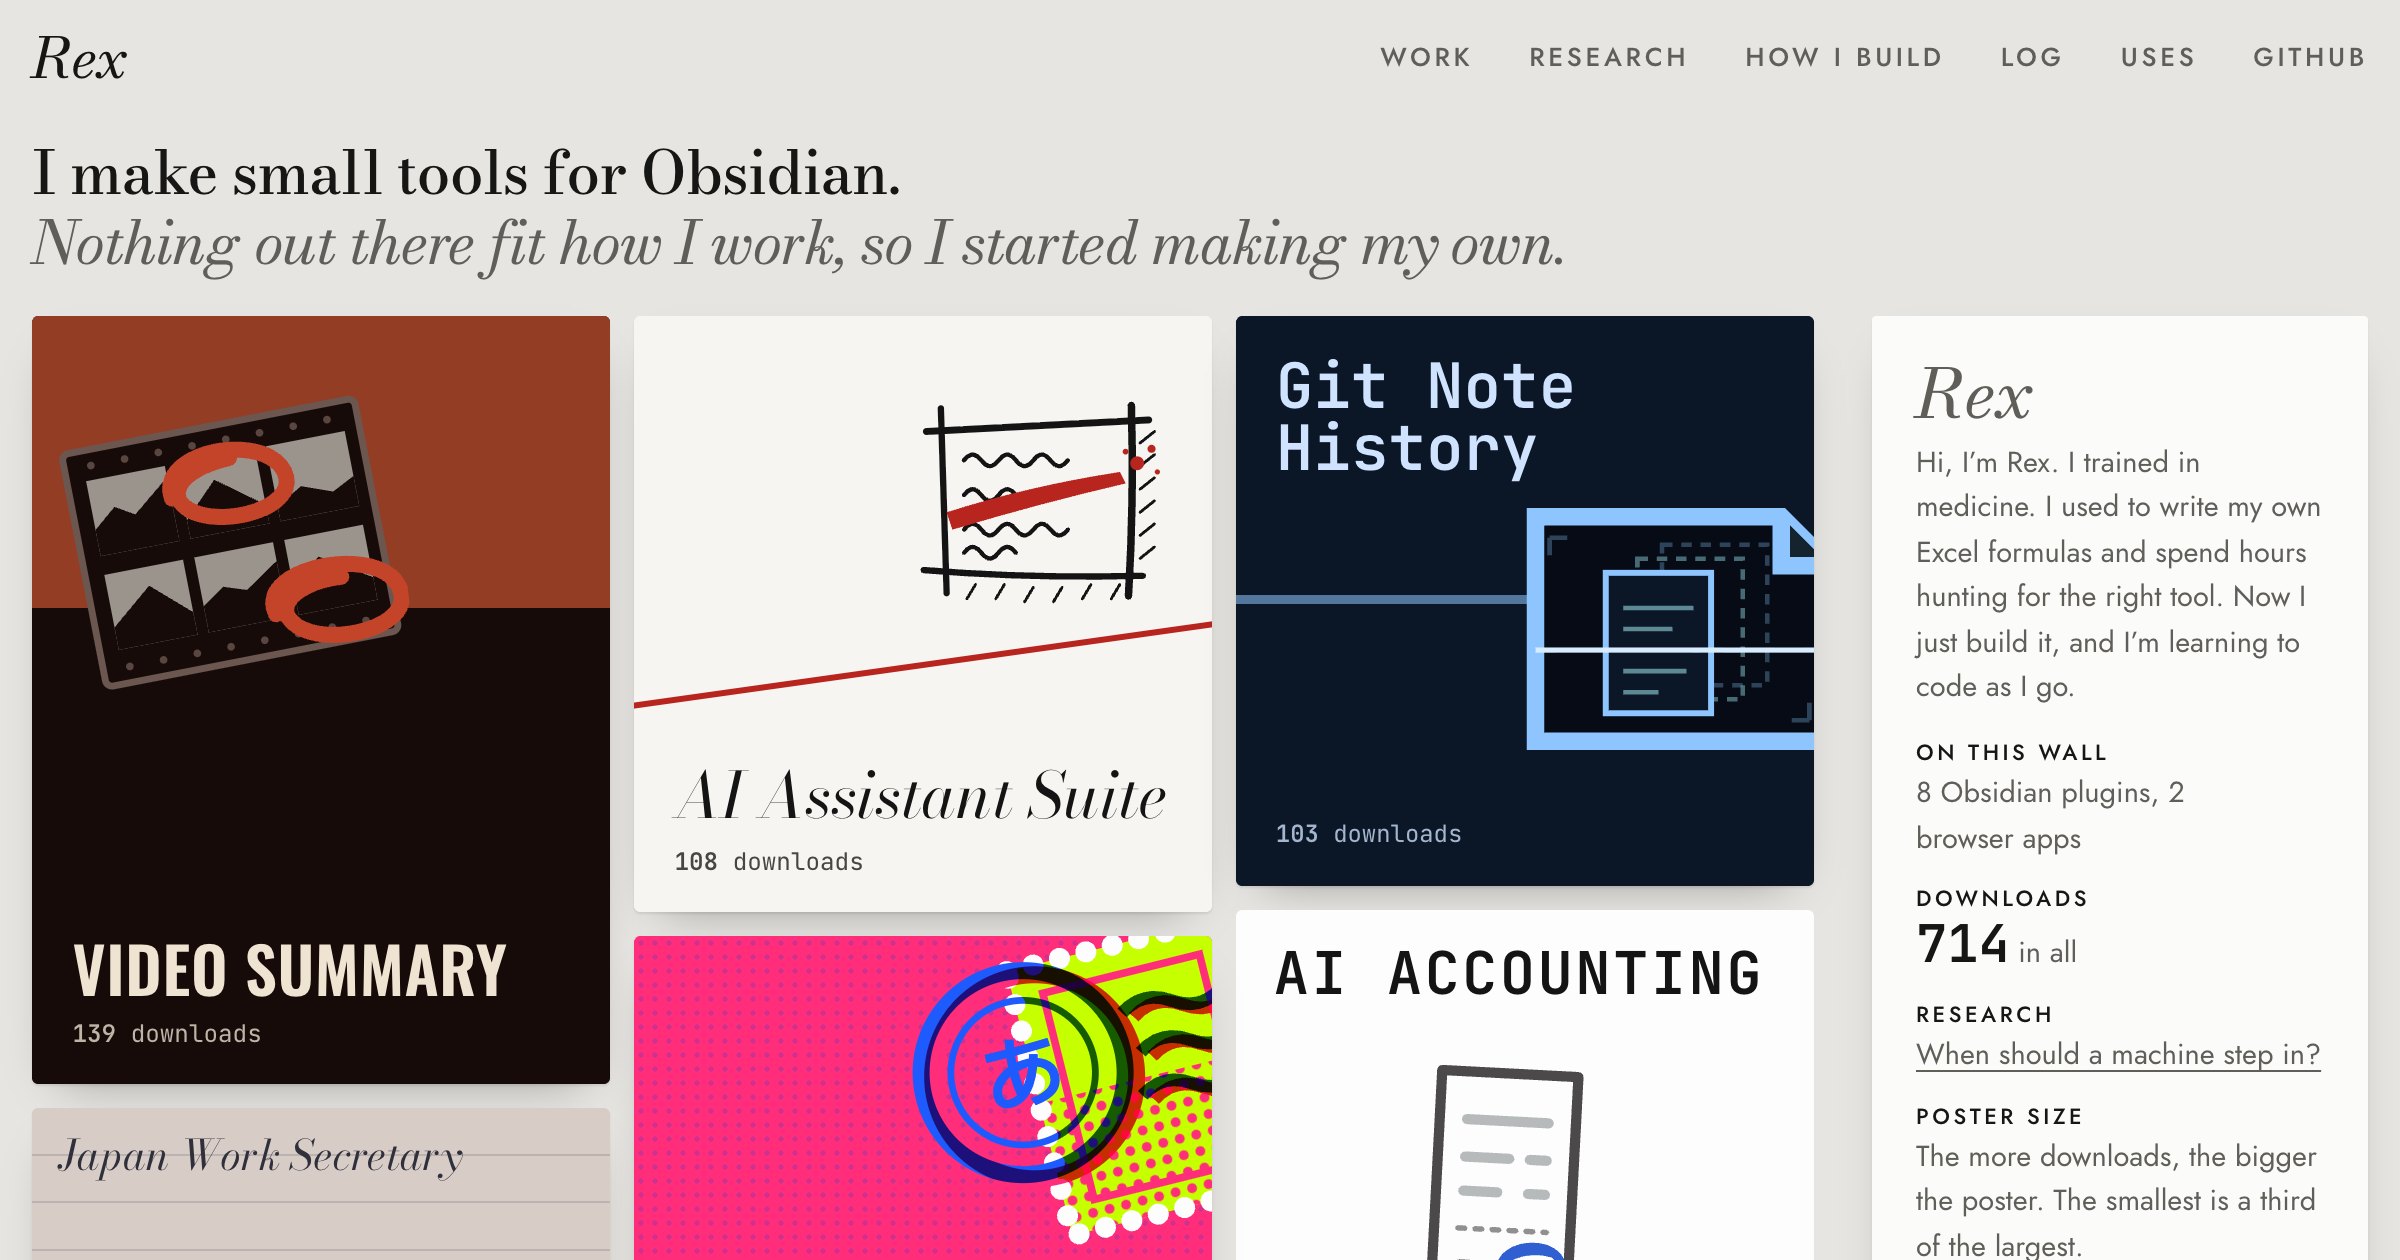 Rex
WORK
RESEARCH
HOW I BUILD
LOG
USES
GITHUB
I make small tools for Obsidian.
Nothing out there fit how I work, so I started making my own.
VIDEO SUMMARY
139 downloads
Japan Work Secretary
AI Assistant Suite
108 downloads
あ
Git Note
History
103 downloads
AI ACCOUNTING
Rex
Hi, I’m Rex. I trained in
medicine. I used to write my own
Excel formulas and spend hours
hunting for the right tool. Now I
just build it, and I’m learning to
code as I go.
ON THIS WALL
8 Obsidian plugins, 2
browser apps
DOWNLOADS
714 in all
RESEARCH
When should a machine step in?
POSTER SIZE
The more downloads, the bigger
the poster. The smallest is a third
of the largest.